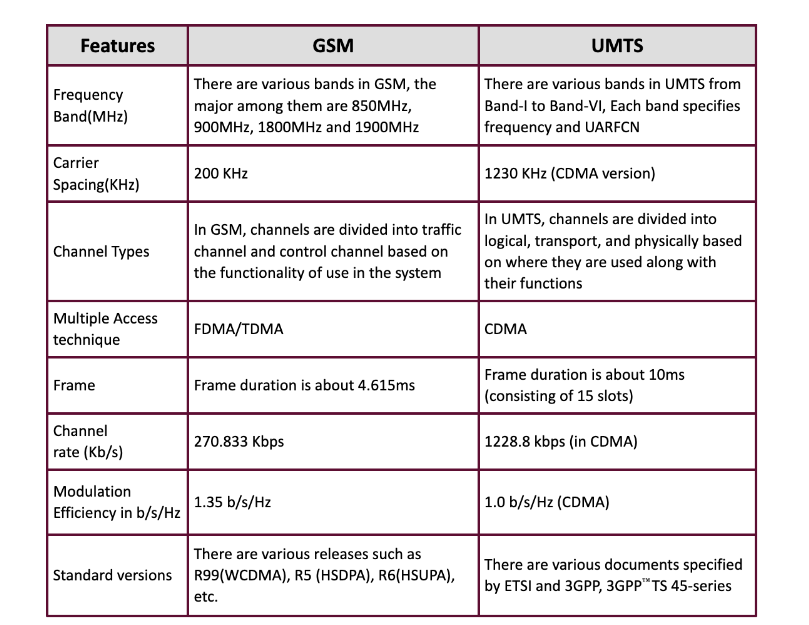 Features GSM UMTS
Frequency
Band(MHz)
There are various bands in GSM, the
major among them are 850MHz,
900MHz, 1800MHz and 1900MHz
There are various bands in UMTS from
Band-I to Band-VI, Each band specifies
frequency and UARFCN
Carrier
Spacing(KHz)
200 KHz
1230 KHz (CDMA version)
Channel Types
In GSM, channels are divided into traffic
channel and control channel based on
the functionality of use in the system
In UMTS, channels are divided into
logical, transport, and physically based
on where they are used along with
their functions
Multiple Access
technique
FDMA/TDMA
CDMA
Frame
Frame duration is about 4.615ms
Frame duration is about 10ms
(consisting of 15 slots)
Channel
rate (Kb/s)
270.833 Kbps
1228.8 kbps (in CDMA)
Modulation
Efficiency in b/s/Hz
1.35 b/s/Hz
1.0 b/s/Hz (CDMA)
Standard versions
There are various releases such as
R99(WCDMA), R5 (HSDPA), R6(HSUPA),
etc.
There are various documents specified
by ETSI and 3GPP, 3GPP™ TS 45-series